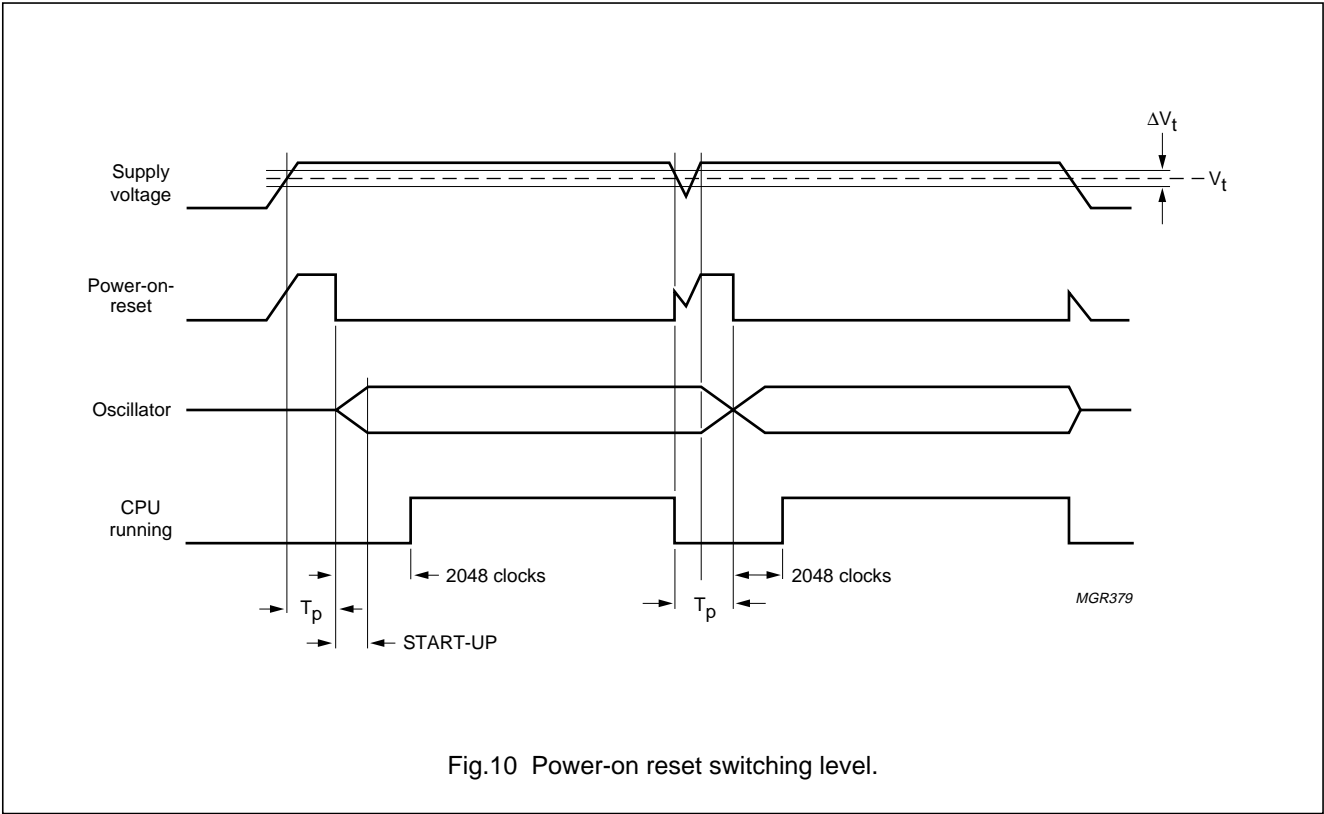 ΔVt
Supply
voltage
Vt
Power-on-
reset
Oscillator
CPU
running
2048 clocks
2048 clocks
Tp
Tp
MGR379
START-UP
Fig.10 Power-on reset switching level.